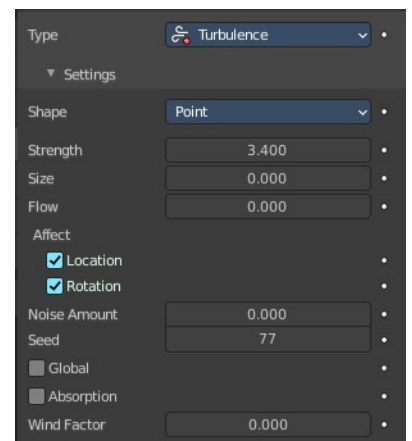 Type Turbulence
Settings
Shape Point
Strength 3.400
Size 0.000
Flow 0.000
Affect
Location
Rotation
Noise Amount 0.000
Seed 77
Global
Absorption
Wind Factor 0.000